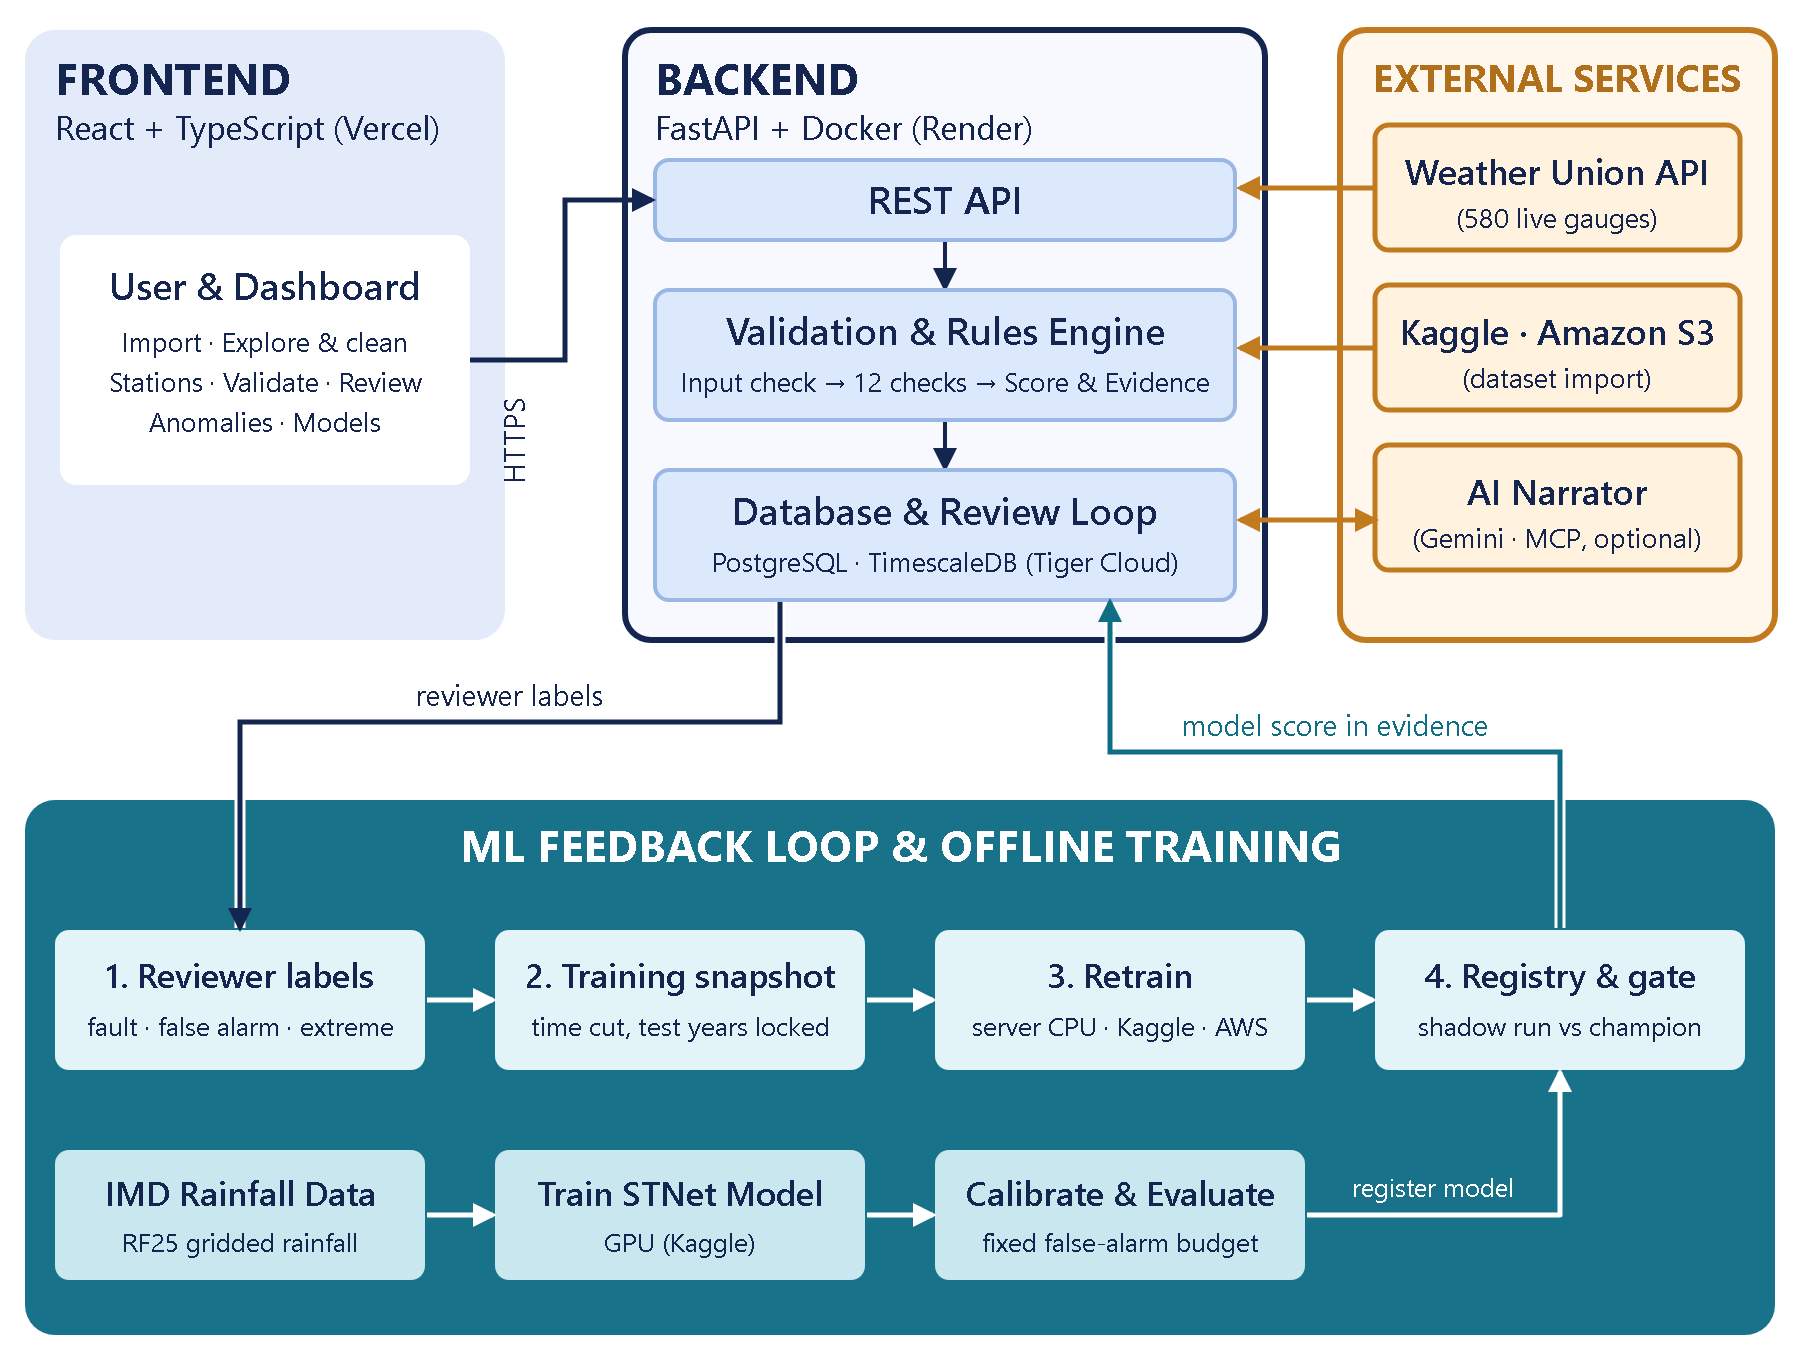 FRONTEND
React + TypeScript (Vercel)
User & Dashboard
Import · Explore & clean
Stations · Validate · Review
Anomalies · Models
HTTPS
BACKEND
FastAPI + Docker (Render)
REST API
Validation & Rules Engine
Input check → 12 checks → Score & Evidence
Database & Review Loop
PostgreSQL · TimescaleDB (Tiger Cloud)
EXTERNAL SERVICES
Weather Union API
(580 live gauges)
Kaggle · Amazon S3
(dataset import)
AI Narrator
(Gemini · MCP, optional)
reviewer labels
model score in evidence
ML FEEDBACK LOOP & OFFLINE TRAINING
1. Reviewer labels
fault · false alarm · extreme
2. Training snapshot
time cut, test years locked
3. Retrain
server CPU · Kaggle · AWS
4. Registry & gate
shadow run vs champion
IMD Rainfall Data
RF25 gridded rainfall
Train STNet Model
GPU (Kaggle)
Calibrate & Evaluate
fixed false-alarm budget
register model